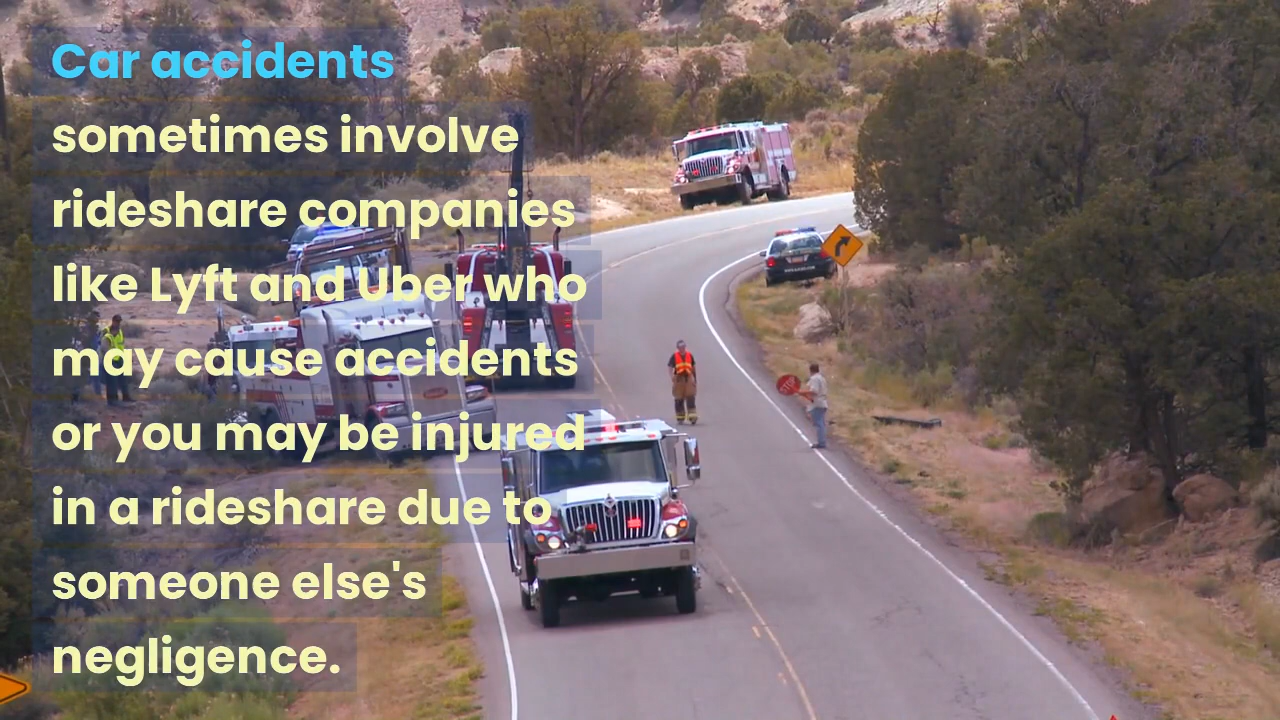 Car accidents
sometimes involve
rideshare companies
like Lyft and Uber who
may cause accidents
or you may be injured
in a rideshare due to
someone else's
negligence.
STOP